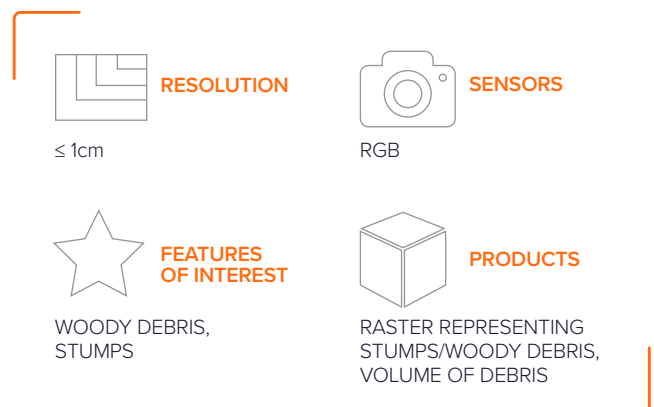 RESOLUTION
≤ 1cm
SENSORS
RGB
FEATURES
OF INTEREST
WOODY DEBRIS,
STUMPS
PRODUCTS
RASTER REPRESENTING
STUMPS/WOODY DEBRIS,
VOLUME OF DEBRIS